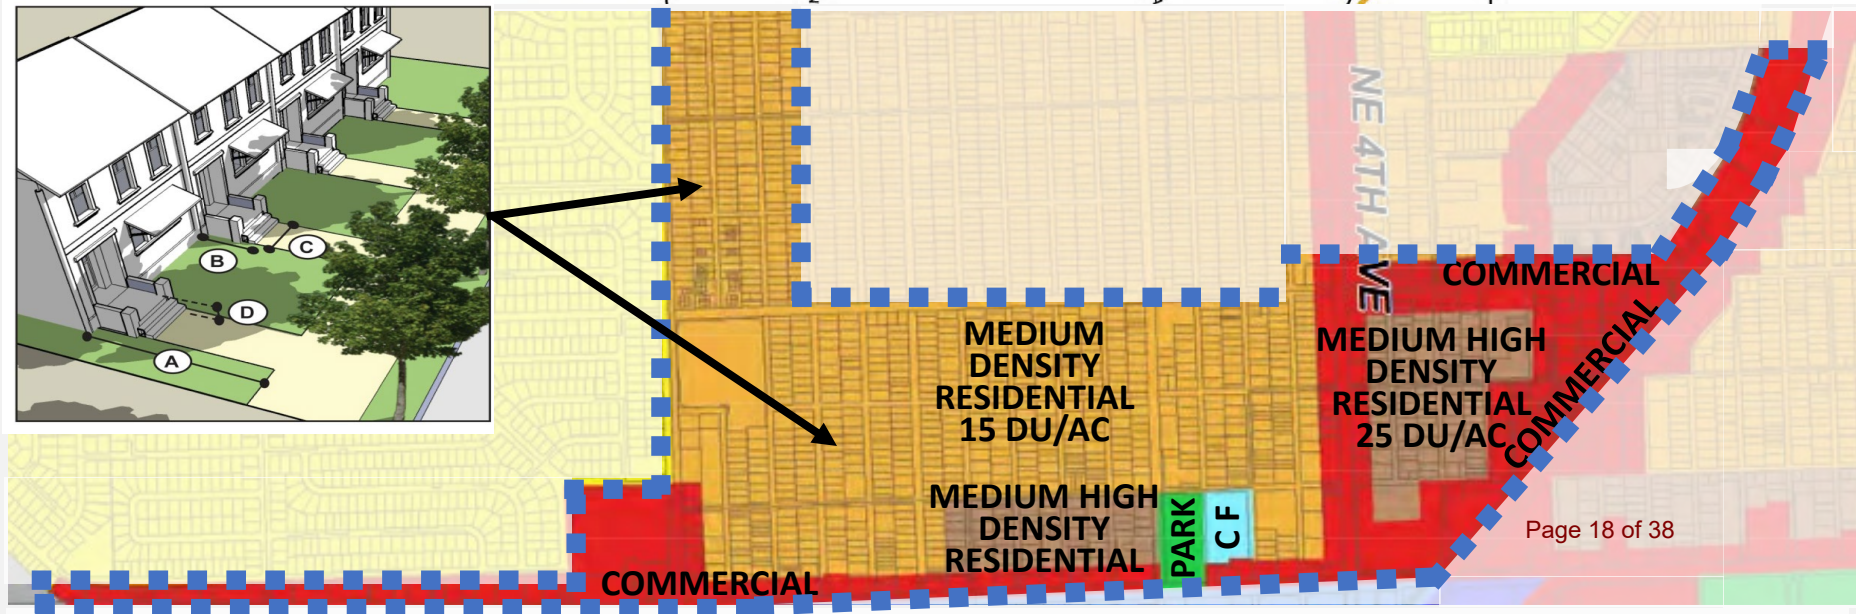 B
C
D
A
NE 4TH AVE
COMMERCIAL
MEDIUM
DENSITY
RESIDENTIAL
15 DU/AC
MEDIUM HIGH
DENSITY
RESIDENTIAL
25 DU/AC
COMMERCIAL
MEDIUM HIGH
DENSITY
RESIDENTIAL
PARK
CF
COMMERCIAL
Page 18 of 38